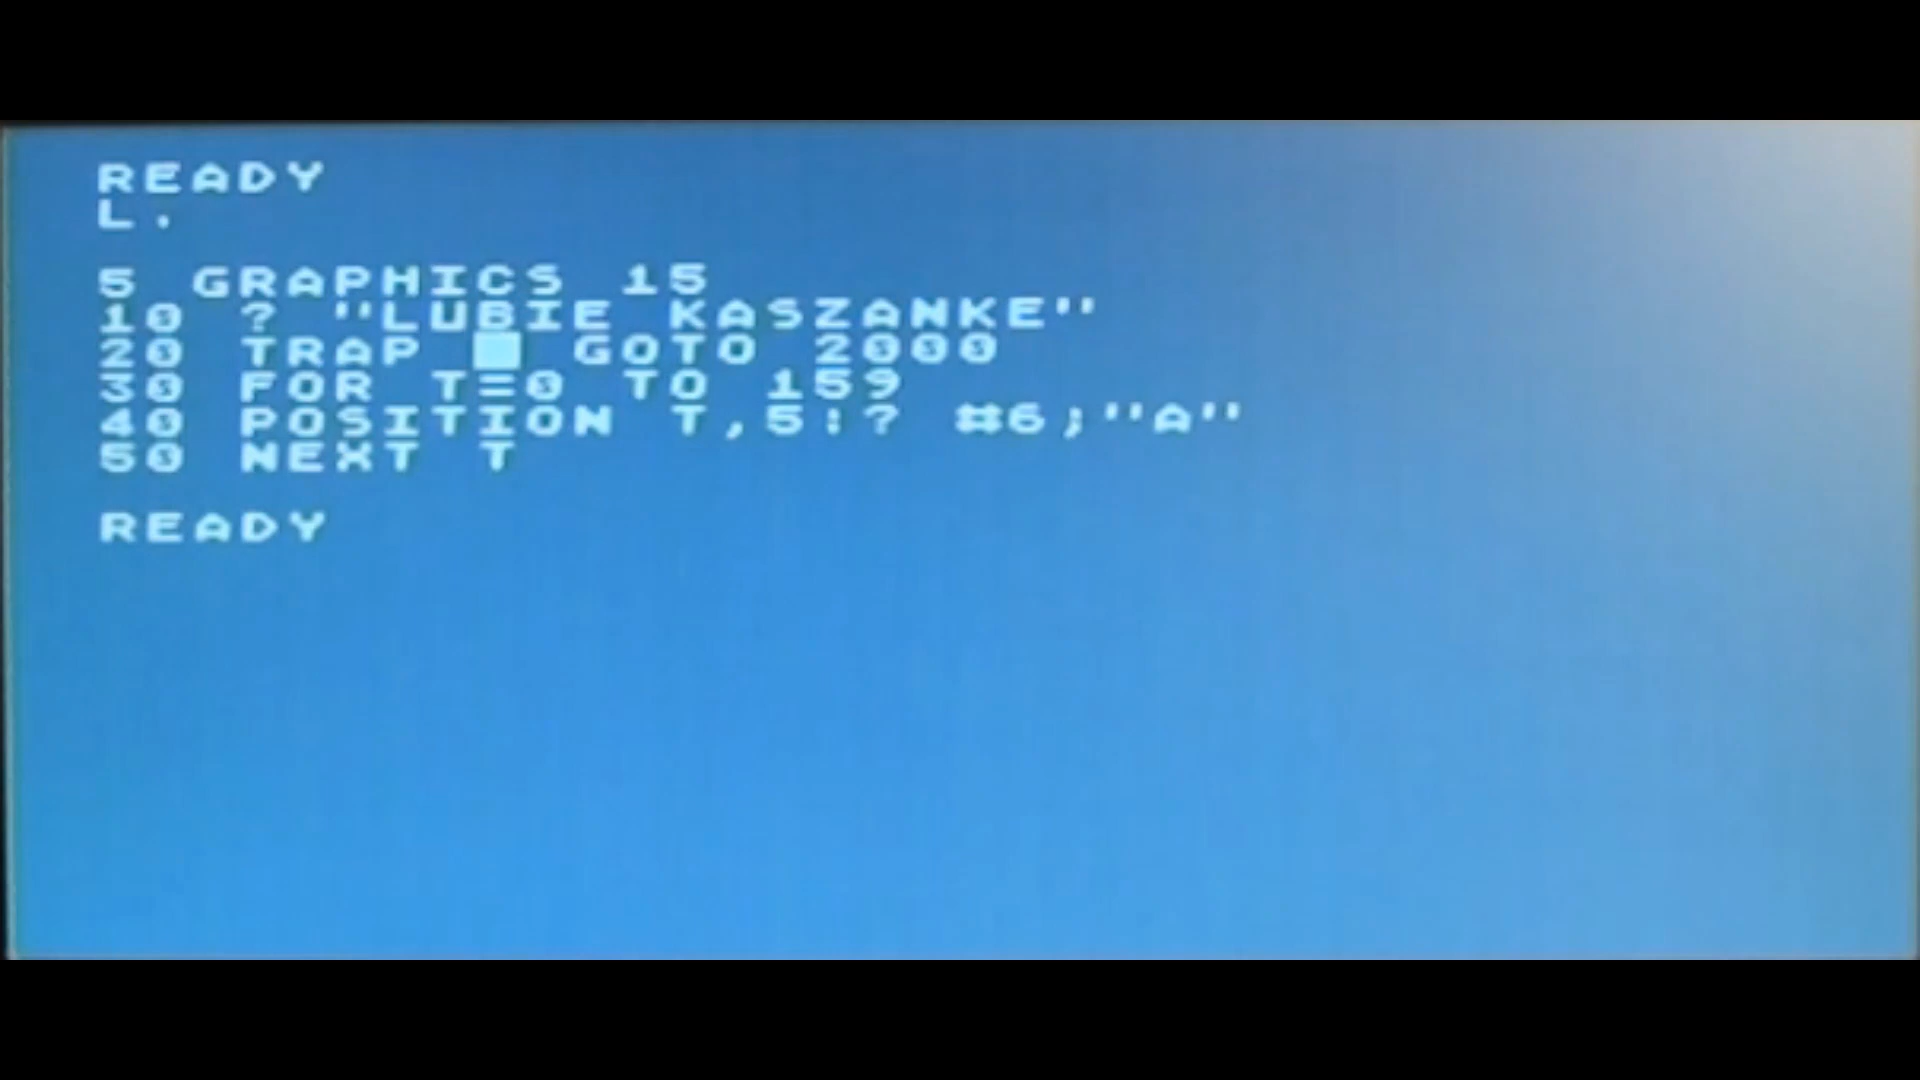 READY
L.
5 GRAPHICS 15
10 ? "LUBIE KASZANKE"
20 TRAP GOTO 2000
30 FOR T=0 TO 159
40 POSITION T,5:? #6;"A"
50 NEXT T
READY